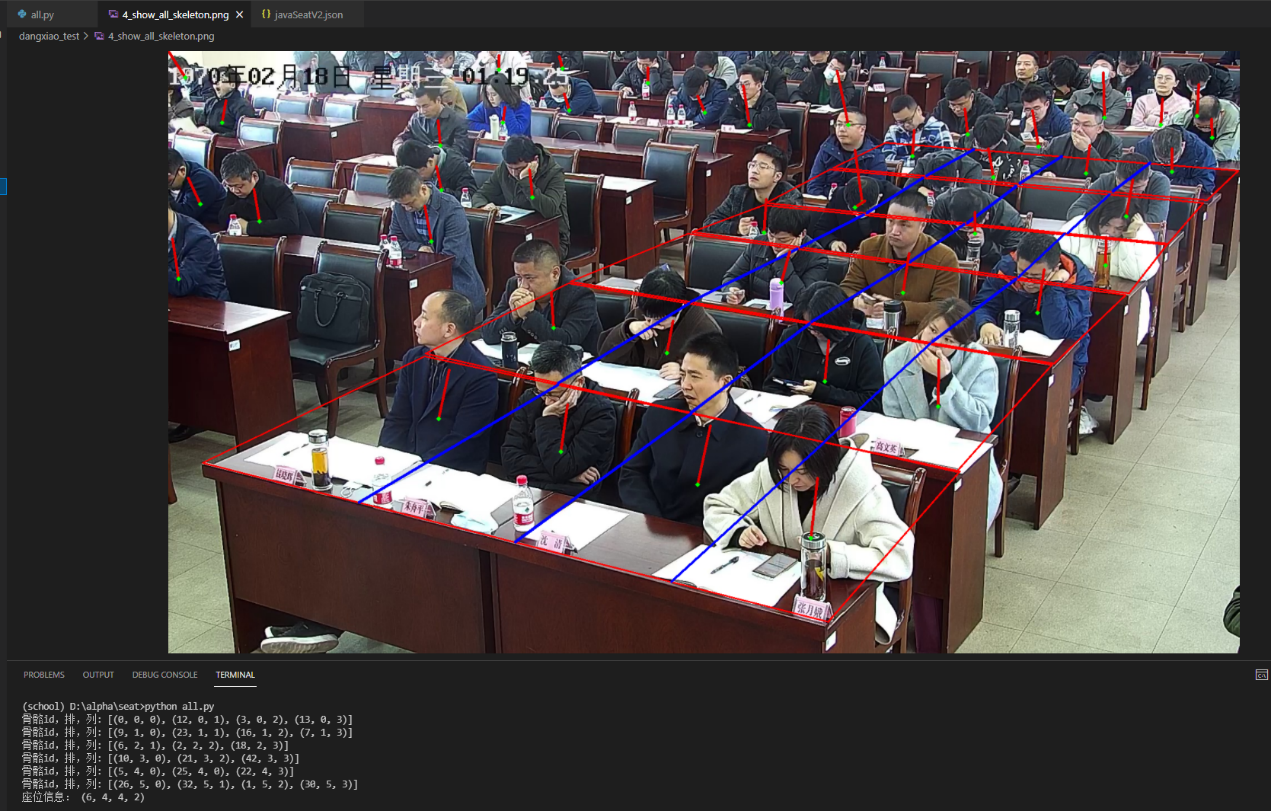 all.py
4_show_all_skeleton.png
javaSeatV2.json
dangxiao_test > 4_show_all_skeleton.png
1970年02月18日 星期三 01:19:25
沈清
张月娥
PROBLEMS OUTPUT DEBUG CONSOLE TERMINAL
(school) D:\alpha\seat>python all.py
骨骼id, 排, 列: [(0, 0, 0), (12, 0, 1), (3, 0, 2), (13, 0, 3)]
骨骼id, 排, 列: [(9, 1, 0), (23, 1, 1), (16, 1, 2), (7, 1, 3)]
骨骼id, 排, 列: [(6, 2, 1), (2, 2, 2), (18, 2, 3)]
骨骼id, 排, 列: [(10, 3, 0), (21, 3, 2), (42, 3, 3)]
骨骼id, 排, 列: [(5, 4, 0), (25, 4, 0), (22, 4, 3)]
骨骼id, 排, 列: [(26, 5, 0), (32, 5, 1), (1, 5, 2), (30, 5, 3)]
座位信息: (6, 4, 4, 2)